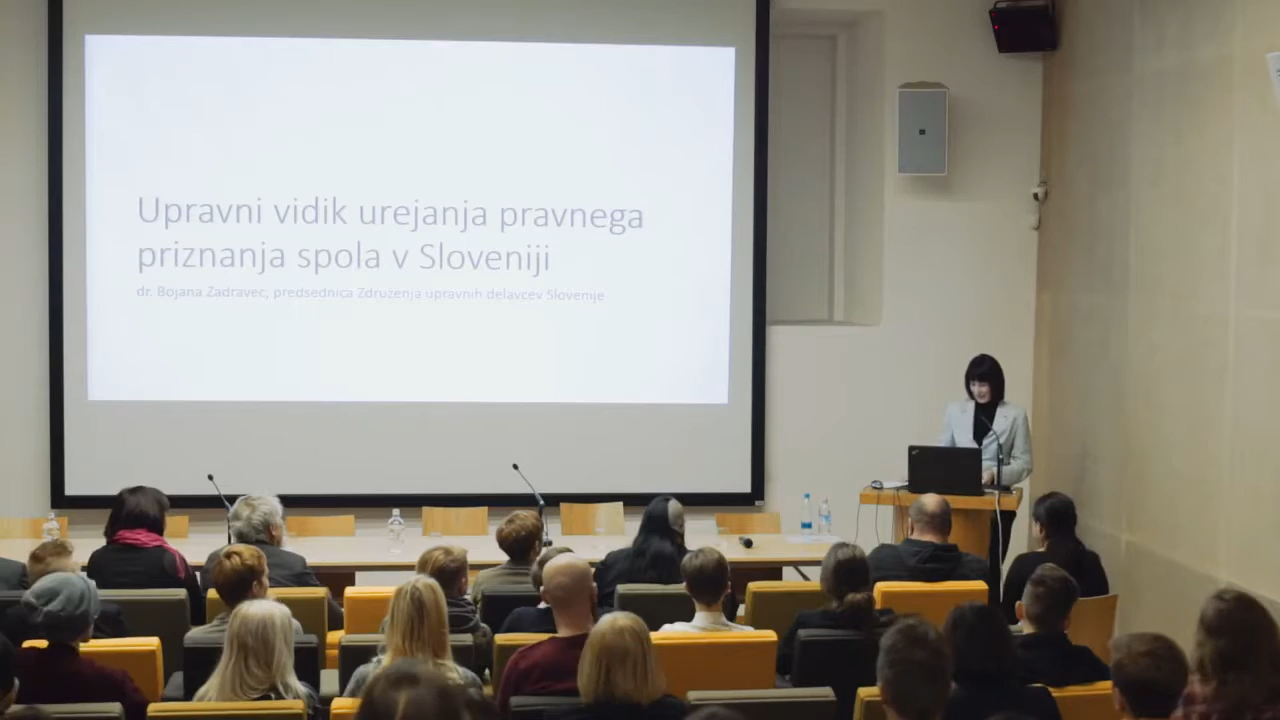 Upravni vidik urejanja pravnega
priznanja spola v Sloveniji
dr. Bojana Zadravec, predsednica Združenja upravnih delavcev Slovenije